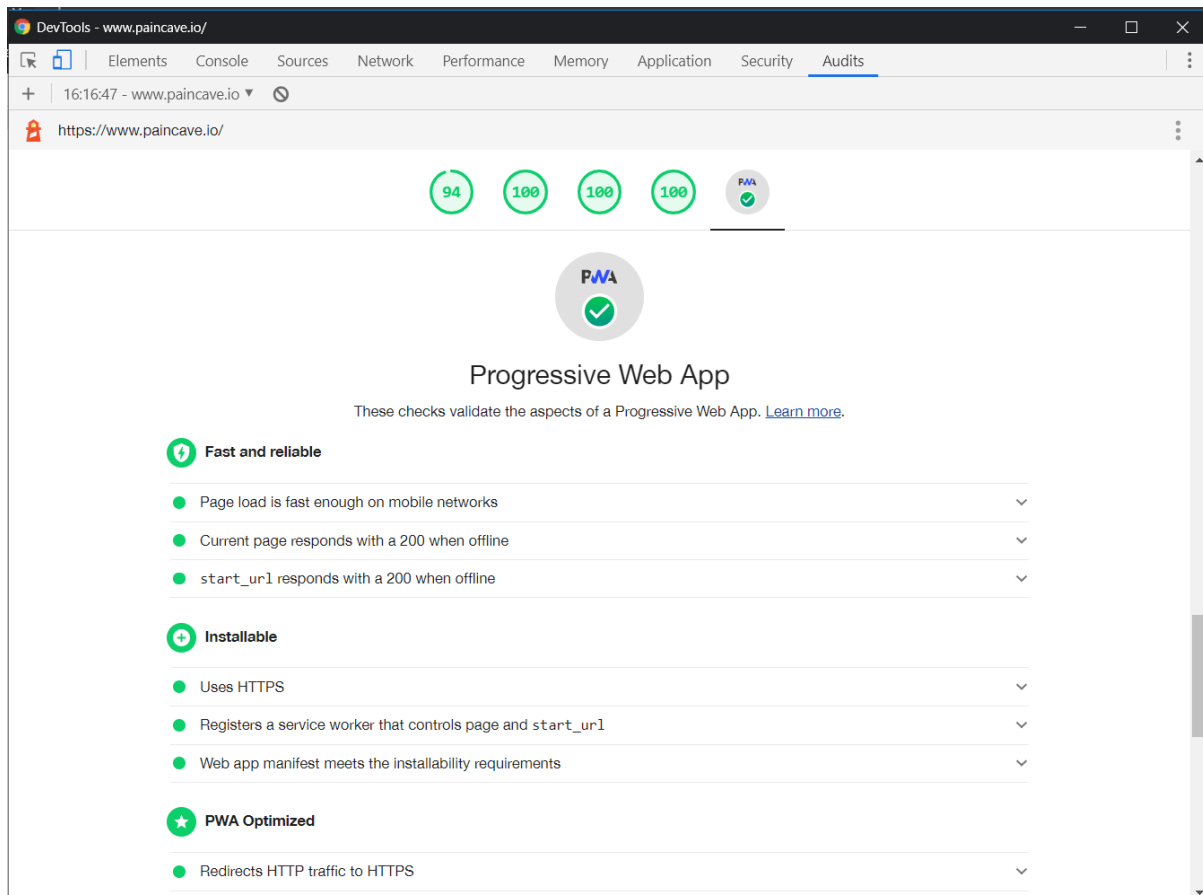 DevTools - www.paincave.io/
Elements Console Sources Network Performance Memory Application Security Audits
16:16:47 - www.paincave.io
https://www.paincave.io/
94 100 100 100 PWA
PWA
Progressive Web App
These checks validate the aspects of a Progressive Web App. Learn more.
Fast and reliable
Page load is fast enough on mobile networks
Current page responds with a 200 when offline
start_url responds with a 200 when offline
Installable
Uses HTTPS
Registers a service worker that controls page and start_url
Web app manifest meets the installability requirements
PWA Optimized
Redirects HTTP traffic to HTTPS